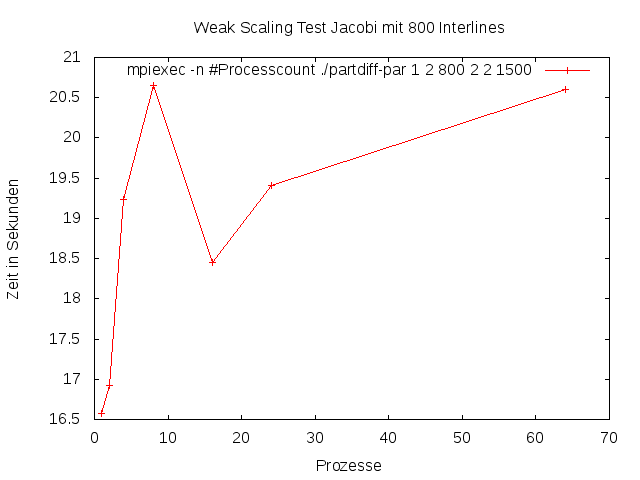 Weak Scaling Test Jacobi mit 800 Interlines
mpiexec -n #Processcount ./partdiff-par 1 2 800 2 2 1500
21
20.5
20
19.5
19
18.5
18
17.5
17
16.5
Zeit in Sekunden
0 10 20 30 40 50 60 70
Prozesse